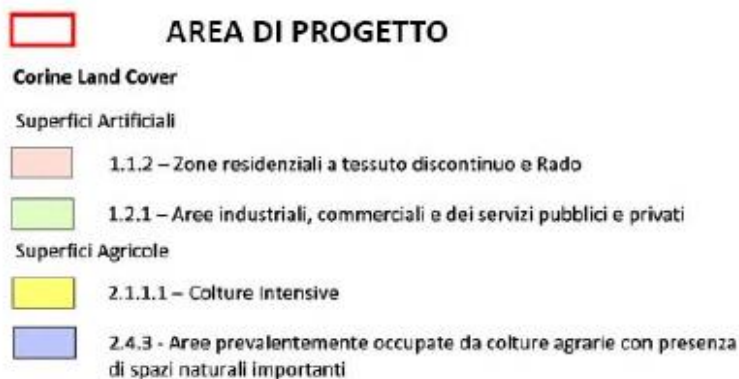 AREA DI PROGETTO
Corine Land Cover
Superfici Artificiali
1.1.2 – Zone residenziali a tessuto discontinuo e Rado
1.2.1 – Aree industriali, commerciali e dei servizi pubblici e privati
Superfici Agricole
2.1.1.1 – Colture Intensive
2.4.3 - Aree prevalentemente occupate da colture agrarie con presenza
di spazi naturali importanti